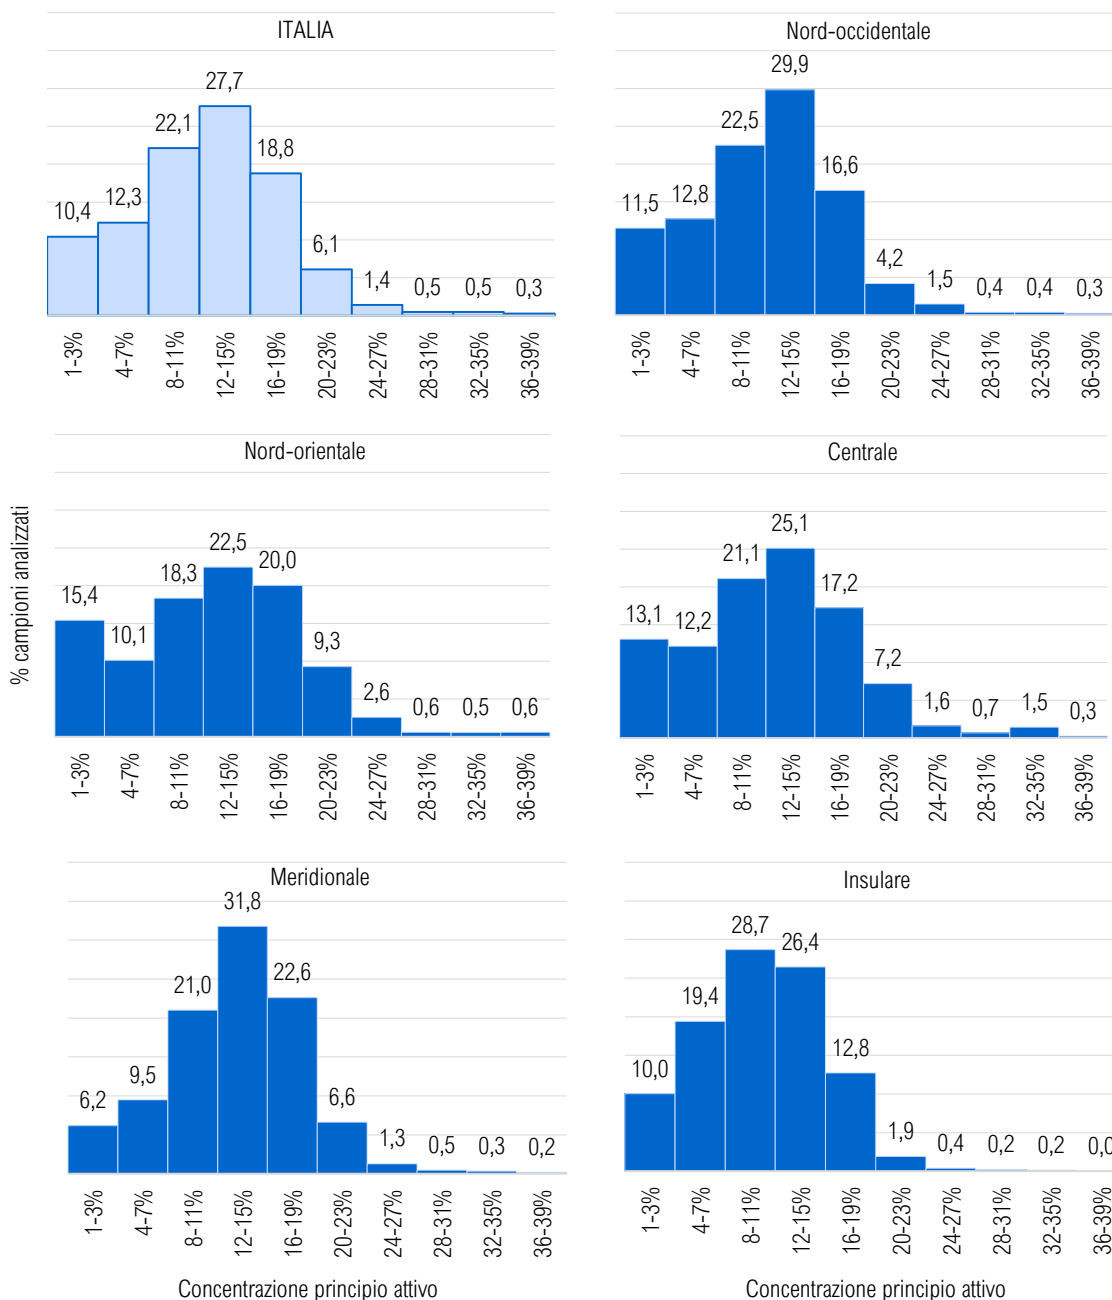 ITALIA
10,4 12,3 22,1 27,7 18,8 6,1 1,4 0,5 0,5 0,3
1-3% 4-7% 8-11% 12-15% 16-19% 20-23% 24-27% 28-31% 32-35% 36-39%
Nord-occidentale
11,5 12,8 22,5 29,9 16,6 4,2 1,5 0,4 0,4 0,3
1-3% 4-7% 8-11% 12-15% 16-19% 20-23% 24-27% 28-31% 32-35% 36-39%
% campioni analizzati
Nord-orientale
15,4 10,1 18,3 22,5 20,0 9,3 2,6 0,6 0,5 0,6
1-3% 4-7% 8-11% 12-15% 16-19% 20-23% 24-27% 28-31% 32-35% 36-39%
Centrale
13,1 12,2 21,1 25,1 17,2 7,2 1,6 0,7 1,5 0,3
1-3% 4-7% 8-11% 12-15% 16-19% 20-23% 24-27% 28-31% 32-35% 36-39%
Meridionale
6,2 9,5 21,0 31,8 22,6 6,6 1,3 0,5 0,3 0,2
1-3% 4-7% 8-11% 12-15% 16-19% 20-23% 24-27% 28-31% 32-35% 36-39%
Concentrazione principio attivo
Insulare
10,0 19,4 28,7 26,4 12,8 1,9 0,4 0,2 0,2 0,0
1-3% 4-7% 8-11% 12-15% 16-19% 20-23% 24-27% 28-31% 32-35% 36-39%
Concentrazione principio attivo